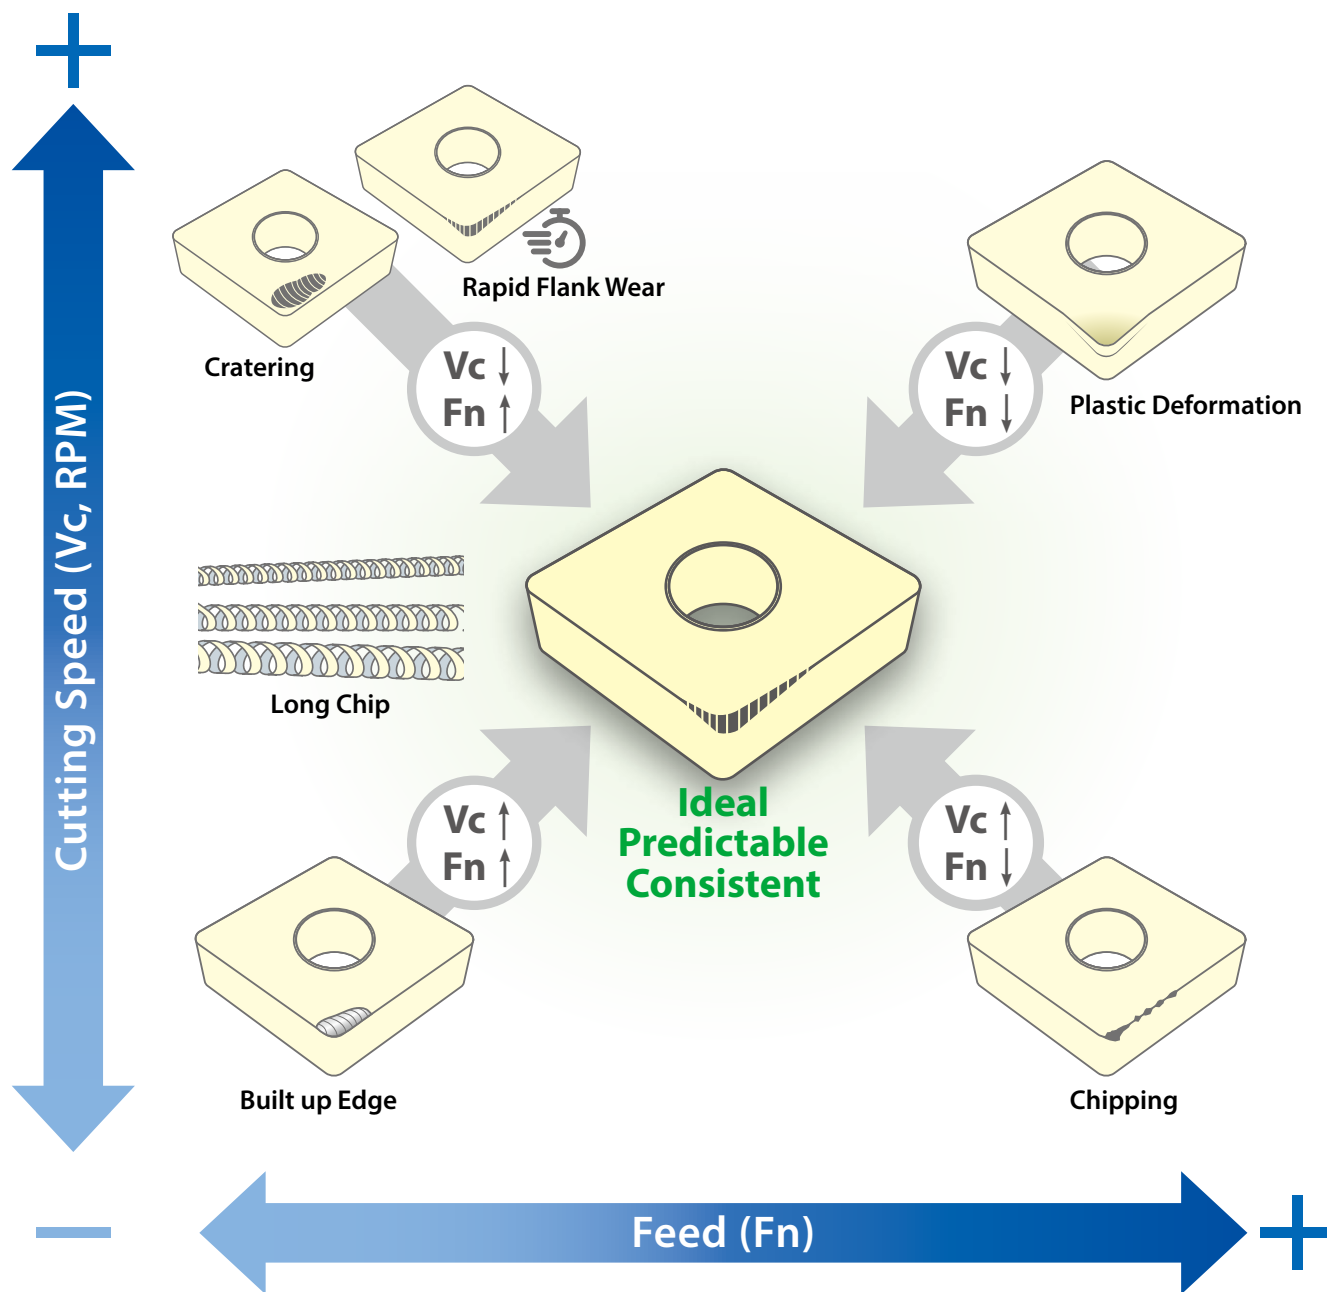 Rapid Flank Wear
Cratering
Vc ↓
Fn ↑
Vc ↓
Fn ↓
Plastic Deformation
Cutting Speed (Vc, RPM)
Long Chip
Ideal
Predictable
Consistent
Vc ↑
Fn ↑
Vc ↑
Fn ↓
Built up Edge
Chipping
Feed (Fn)